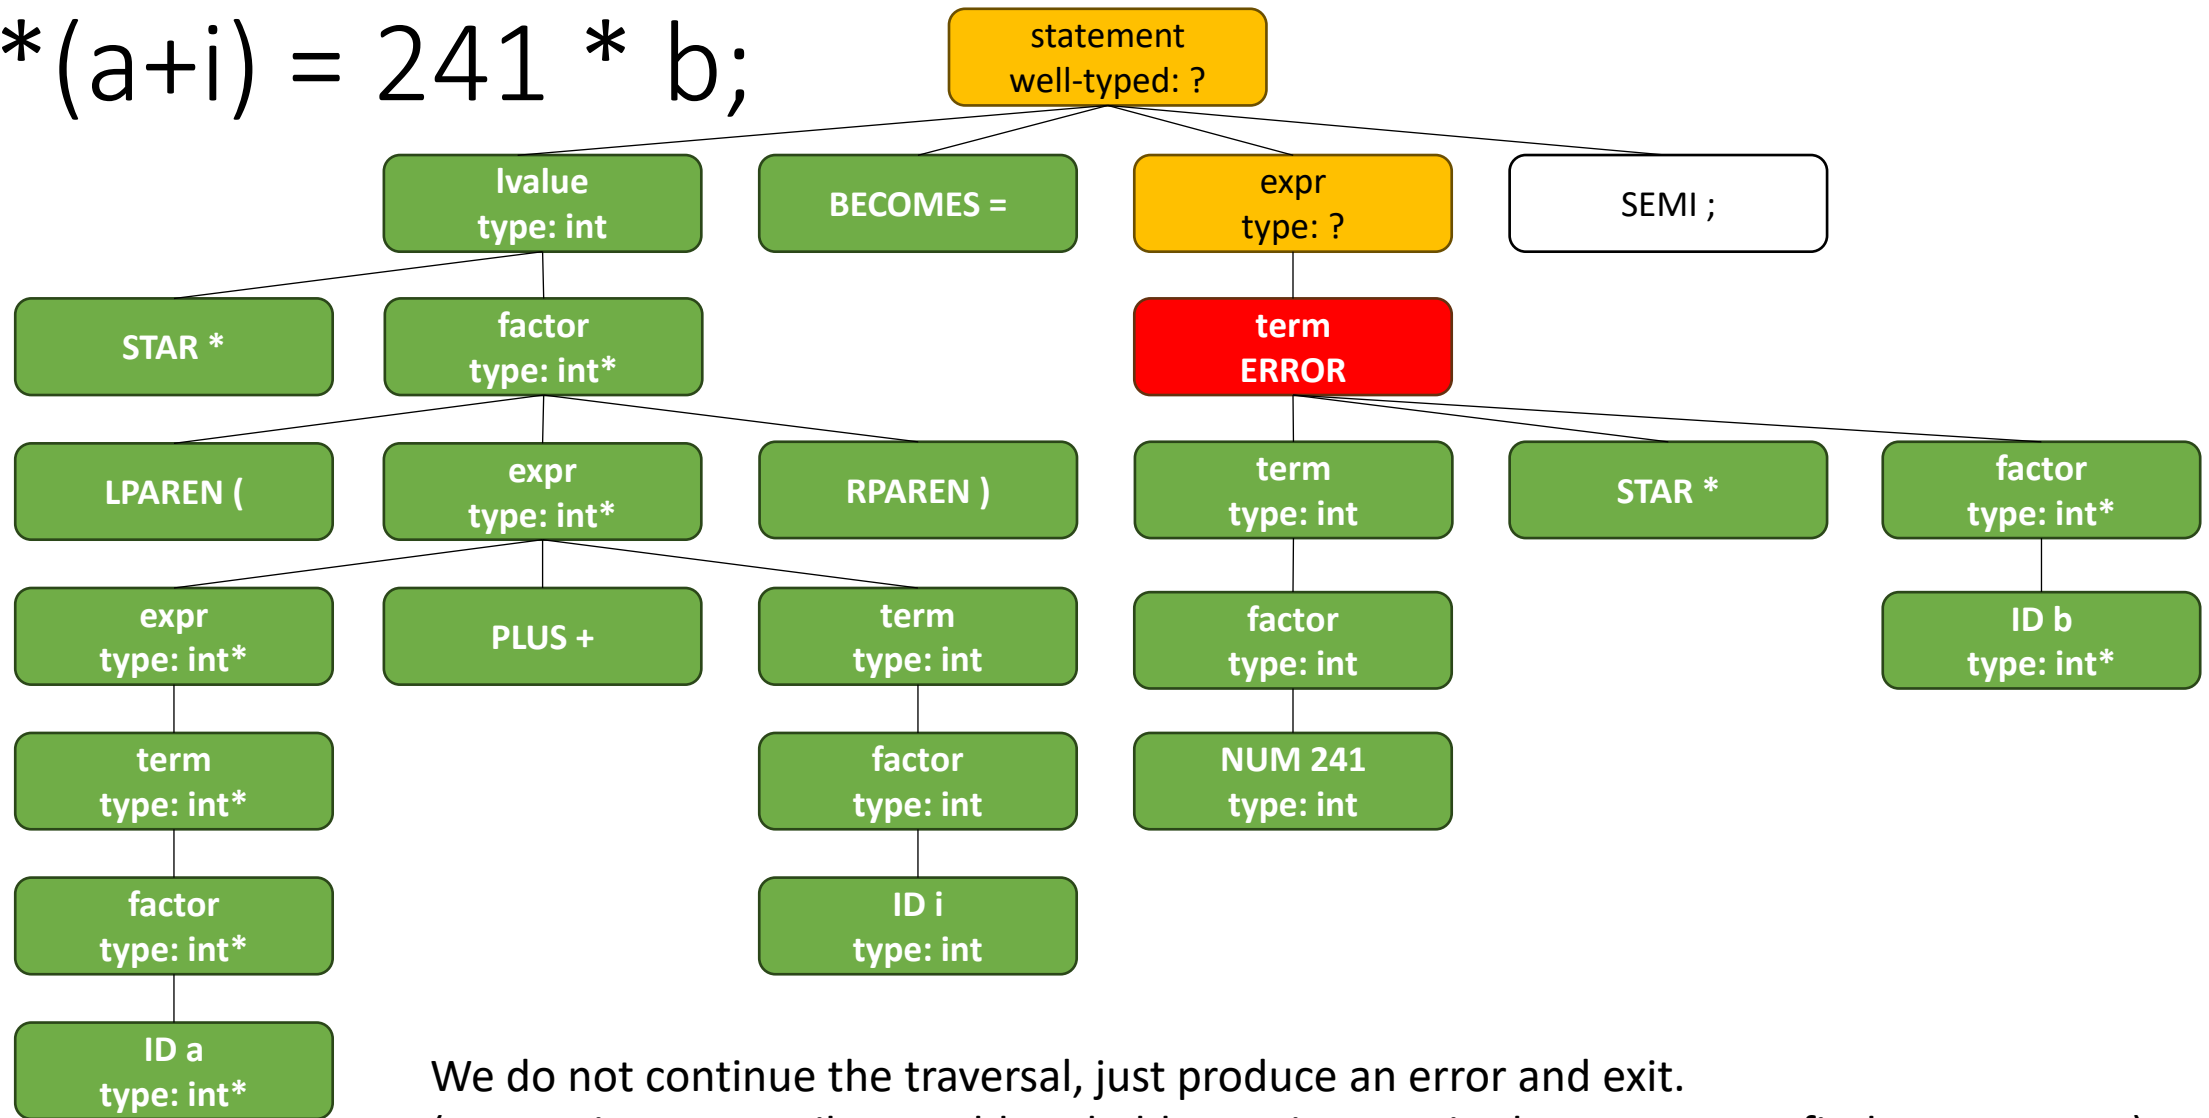 *(a+i) = 241 * b;
statement
well-typed: ?
lvalue
type: int
BECOMES =
expr
type: ?
SEMI ;
STAR *
factor
type: int*
term
ERROR
LPAREN (
expr
type: int*
RPAREN )
term
type: int
STAR *
factor
type: int*
expr
type: int*
PLUS +
term
type: int
factor
type: int
ID b
type: int*
term
type: int*
factor
type: int
NUM 241
type: int
factor
type: int*
ID i
type: int
ID a
type: int*
We do not continue the traversal, just produce an error and exit.